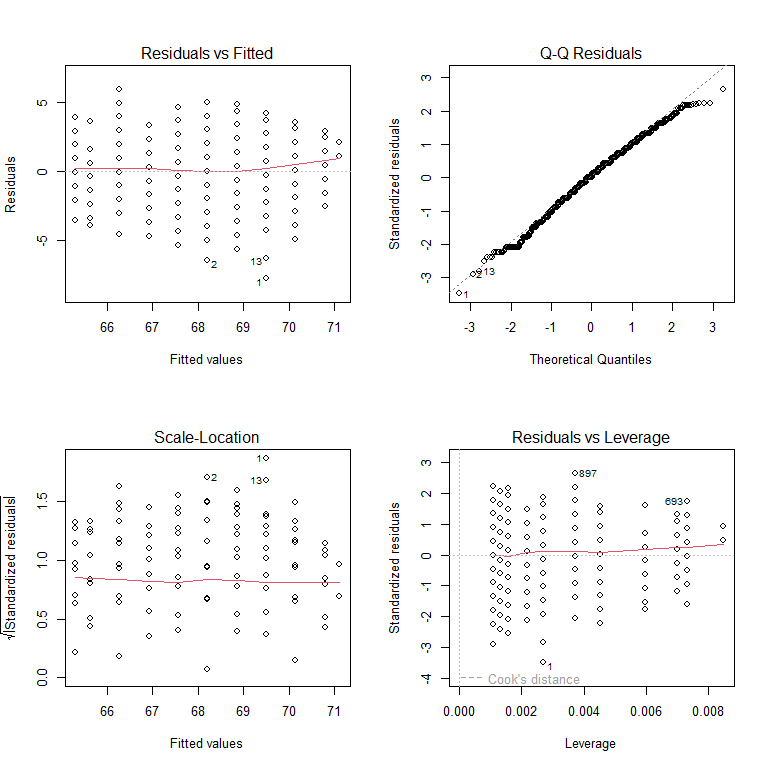 Residuals vs Fitted
Residuals
5
0
-5
2
13
1
66 67 68 69 70 71
Fitted values
Q-Q Residuals
Standardized residuals
3
2
1
0
-1
-2
-3
2 13
1
-3 -2 -1 0 1 2 3
Theoretical Quantiles
Scale-Location
√|Standardized residuals|
1.5
1.0
0.5
0.0
1
2
13
66 67 68 69 70 71
Fitted values
Residuals vs Leverage
Standardized residuals
3
2
1
0
-1
-2
-3
-4
897
693
1
Cook's distance
0.000 0.002 0.004 0.006 0.008
Leverage